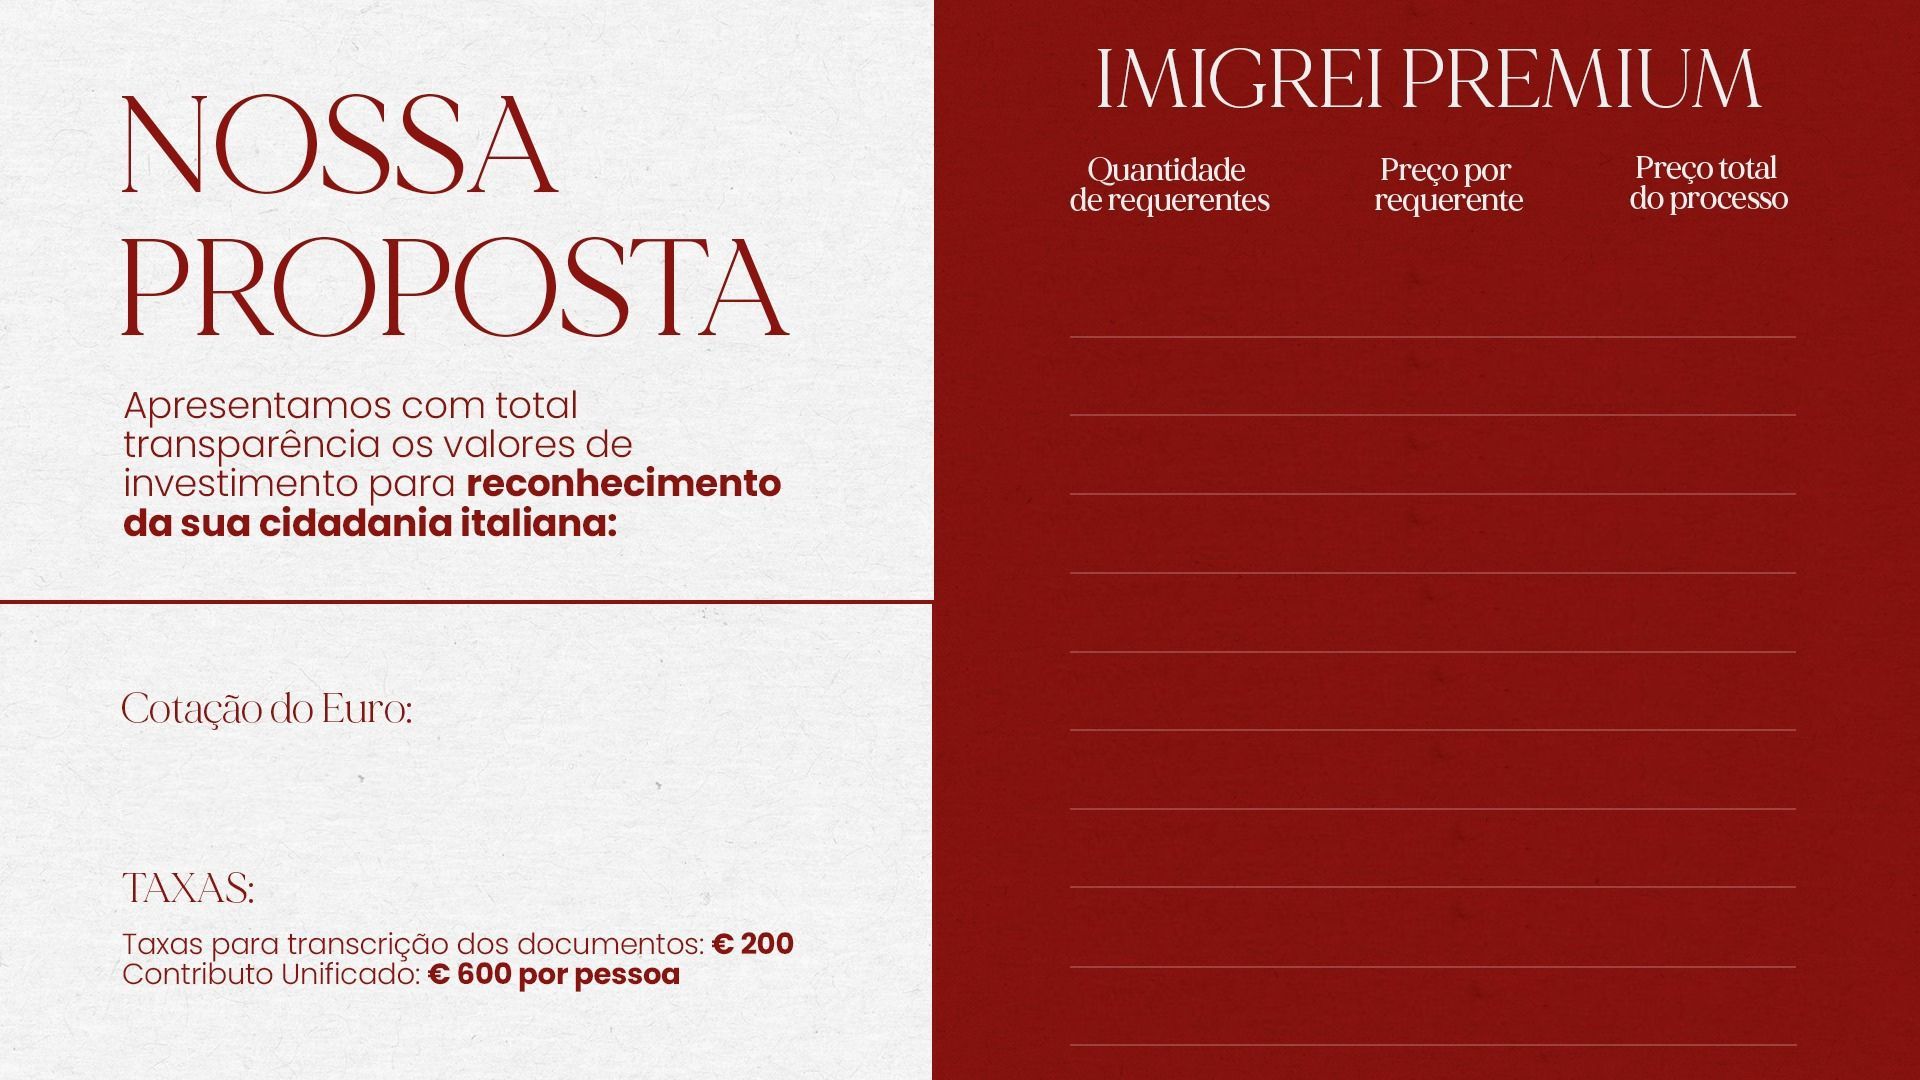 NOSSA
PROPOSTA
Apresentamos com total
transparência os valores de
investimento para reconhecimento
da sua cidadania italiana:
Cotação do Euro:
TAXAS:
Taxas para transcrição dos documentos: € 200
Contributo Unificado: € 600 por pessoa
IMIGREI PREMIUM
Quantidade
de requerentes
Preço por
requerente
Preço total
do processo